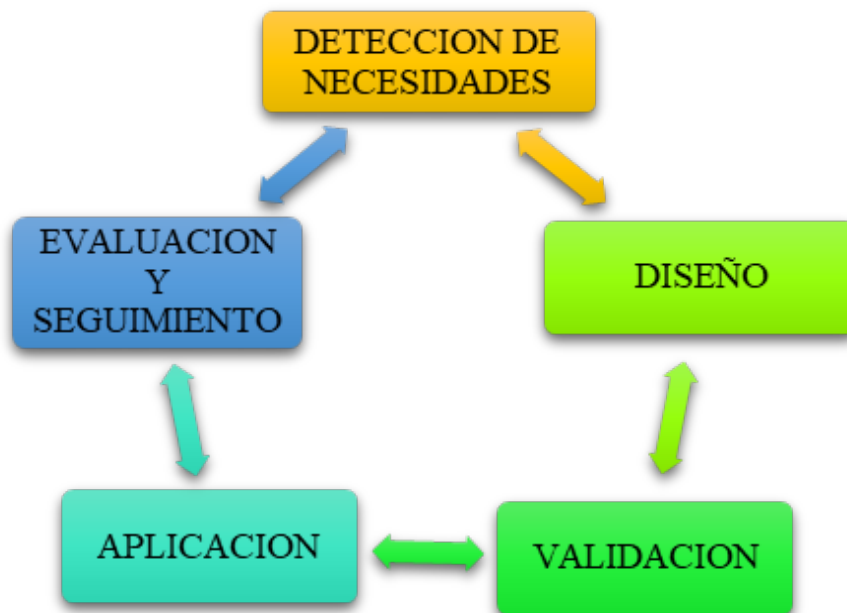 DETECCION DE
NECESIDADES
DISEÑO
VALIDACION
APLICACION
EVALUACION
Y
SEGUIMIENTO